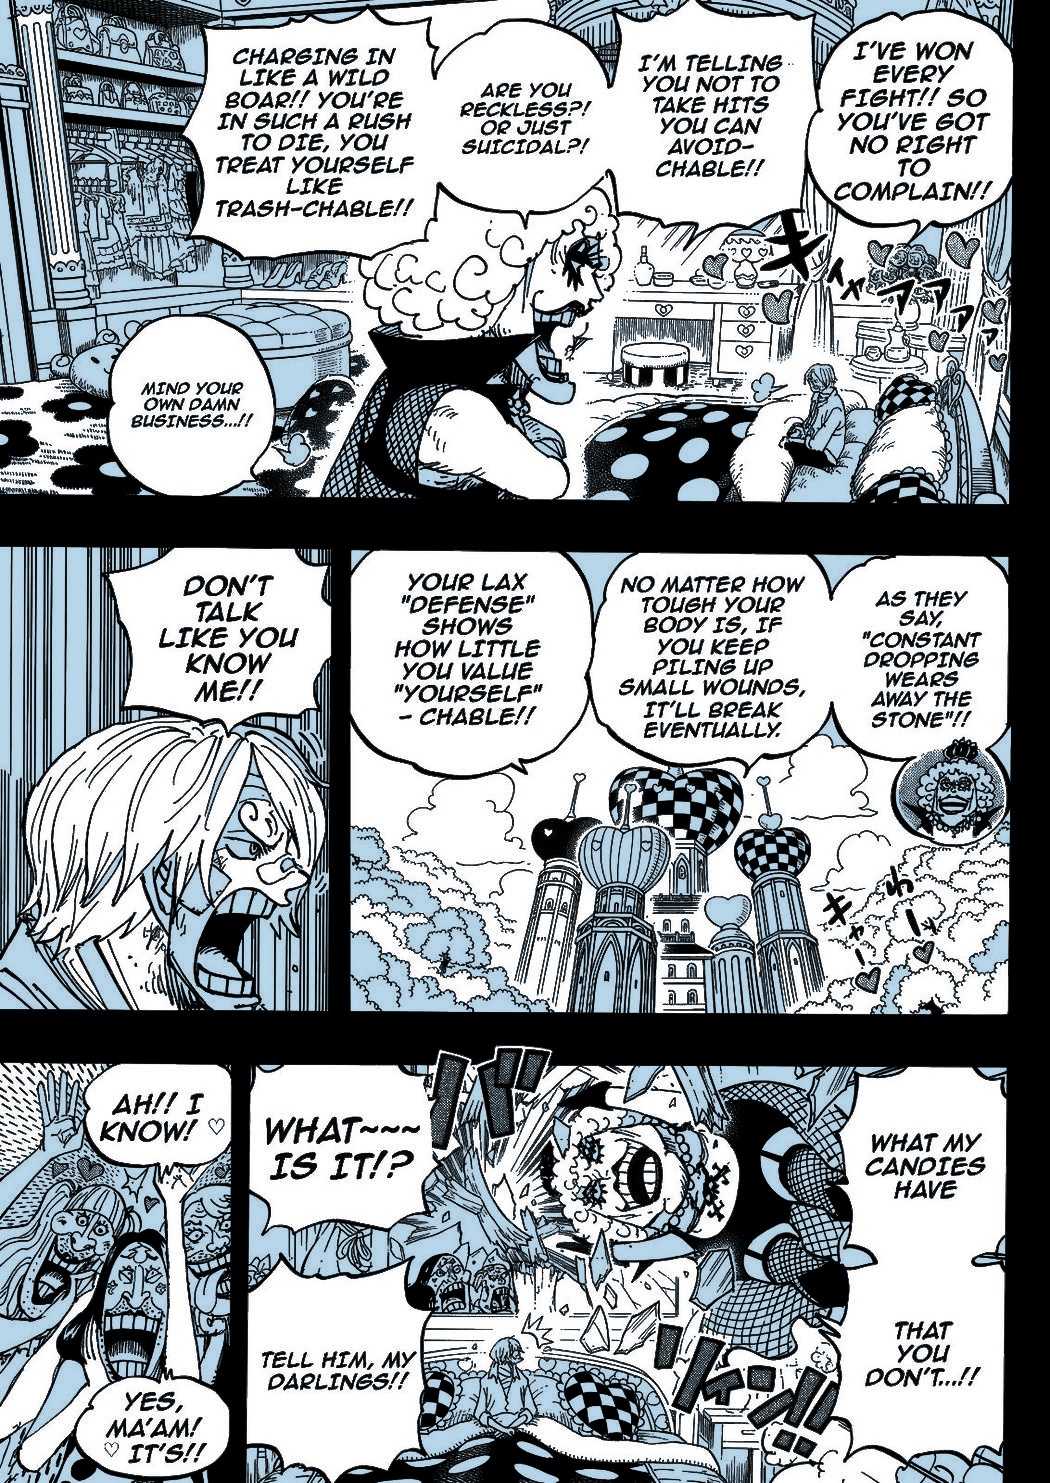 I'VE WON
EVERY
FIGHT!! SO
YOU'VE GOT
NO RIGHT
TO
COMPLAIN!!
I'M TELLING
YOU NOT TO
TAKE HITS
YOU CAN
AVOID-
CHABLE!!
ARE YOU
RECKLESS?!
OR JUST
SUICIDAL?!
CHARGING IN
LIKE A WILD
BOAR!! YOU'RE
IN SUCH A RUSH
TO DIE, YOU
TREAT YOURSELF
LIKE
TRASH-CHABLE!!
MIND YOUR
OWN DAMN
BUSINESS...!!
AS THEY
SAY,
"CONSTANT
DROPPING
WEARS
AWAY THE
STONE"!!
NO MATTER HOW
TOUGH YOUR
BODY IS, IF
YOU KEEP
PILING UP
SMALL WOUNDS,
IT'LL BREAK
EVENTUALLY.
YOUR LAX
"DEFENSE"
SHOWS
HOW LITTLE
YOU VALUE
"YOURSELF"
- CHABLE!!
DON'T
TALK
LIKE YOU
KNOW
ME!!
WHAT MY
CANDIES
HAVE
THAT
YOU
DON'T...!!
WHAT~~~
IS IT!?
TELL HIM, MY
DARLINGS!!
AH!! I
KNOW! ♡
YES,
MA'AM!
♡ IT'S!!